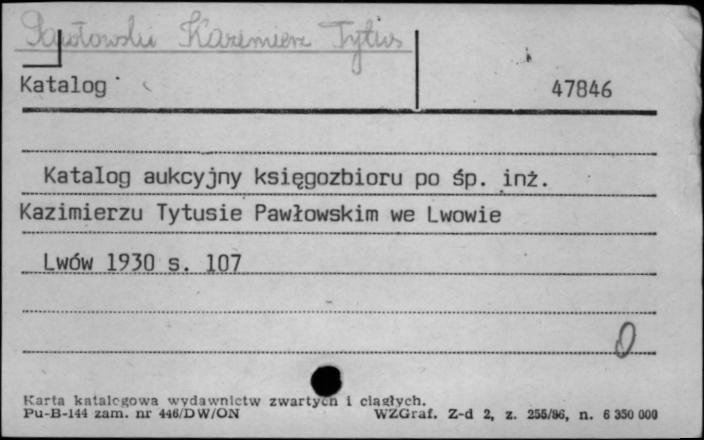 Pawłowski Kazimierz Tytus
Katalog 47846
Katalog aukcyjny księgozbioru po śp. inż.
Kazimierzu Tytusie Pawłowskim we Lwowie
Lwów 1930 s. 107
0
Karta katalogowa wydawnictw zwartych i ciągłych.
Pu-B-144 zam. nr 446/DW/ON WZGraf. Z-d 2, z. 255/86, n. 6 350 000